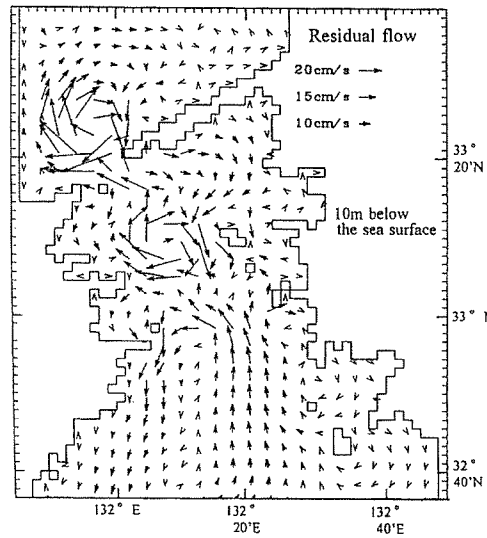 Residual flow
20cm/s
15cm/s
10cm/s
33°
20'N
10m below
the sea surface
33° N
32°
40'N
132° E
132°
20'E
132°
40'E